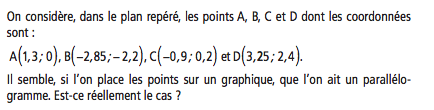 On considère, dans le plan repéré, les points A, B, C et D dont les coordonnées
sont :
A(1,3; 0), B(−2,85; −2,2), C(−0,9; 0,2) et D(3,25; 2,4).
Il semble, si l'on place les points sur un graphique, que l'on ait un parallélo-
gramme. Est-ce réellement le cas ?